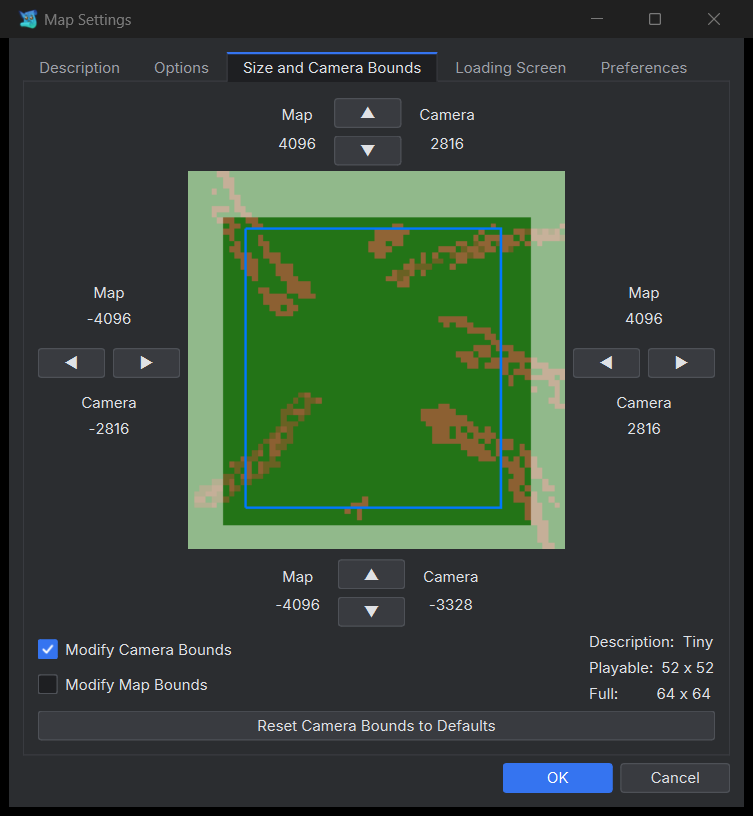 Map Settings
Description Options Size and Camera Bounds Loading Screen Preferences
Map Camera
4096 2816
Map
-4096
Camera
-2816
Map
4096
Camera
2816
Map Camera
-4096 -3328
Modify Camera Bounds
Modify Map Bounds
Description: Tiny
Playable: 52 x 52
Full: 64 x 64
Reset Camera Bounds to Defaults
OK Cancel